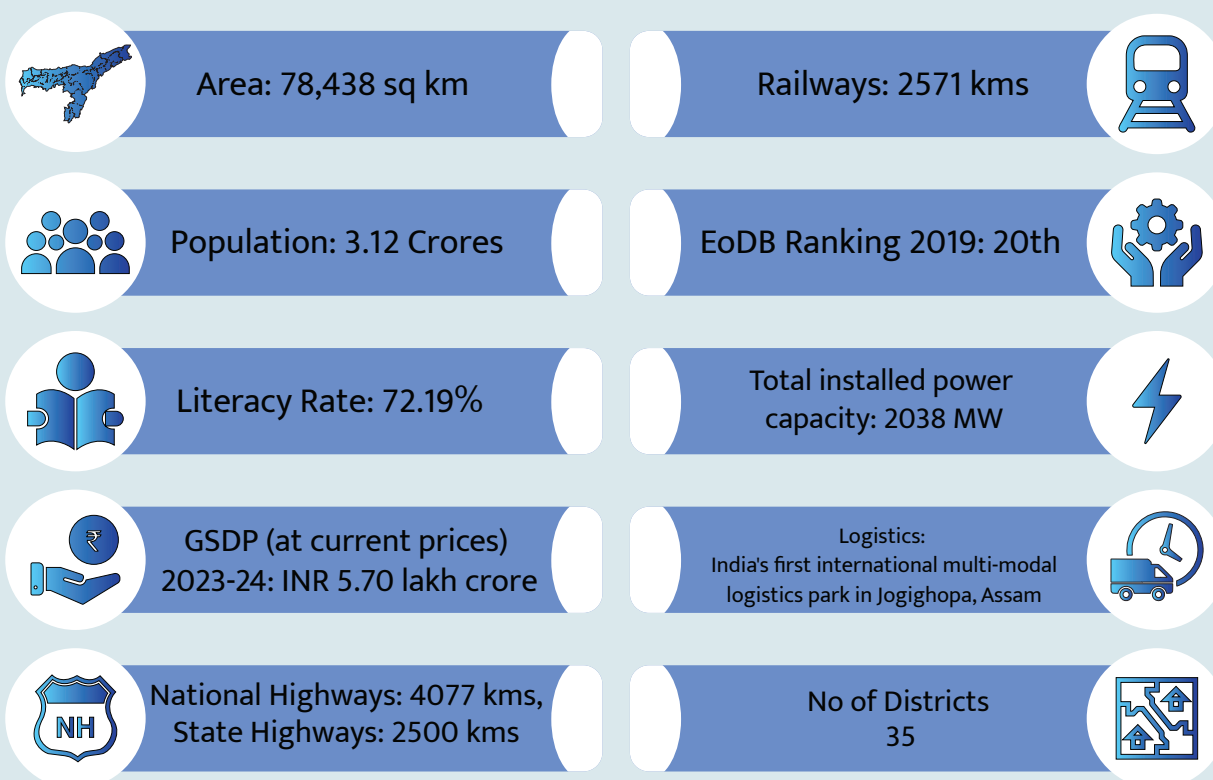 Area: 78,438 sq km
Railways: 2571 kms
Population: 3.12 Crores
EoDB Ranking 2019: 20th
Literacy Rate: 72.19%
Total installed power
capacity: 2038 MW
₹
GSDP (at current prices)
2023-24: INR 5.70 lakh crore
Logistics:
India's first international multi-modal
logistics park in Jogighopa, Assam
NH
National Highways: 4077 kms,
State Highways: 2500 kms
No of Districts
35